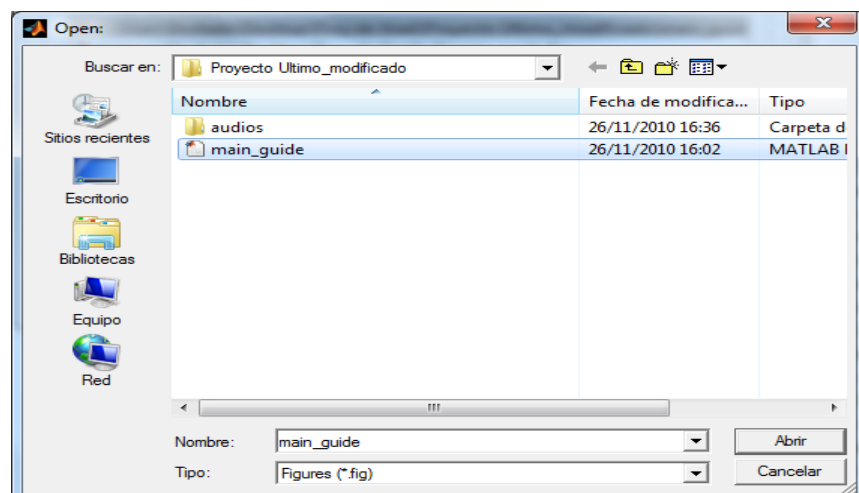 Open:
Buscar en: Proyecto Ultimo_modificado
Nombre Fecha de modifica... Tipo
audios 26/11/2010 16:36 Carpeta d
main_guide 26/11/2010 16:02 MATLAB
Sitios recientes
Escritorio
Bibliotecas
Equipo
Red
Nombre: main_guide Abrir
Tipo: Figures (*.fig) Cancelar